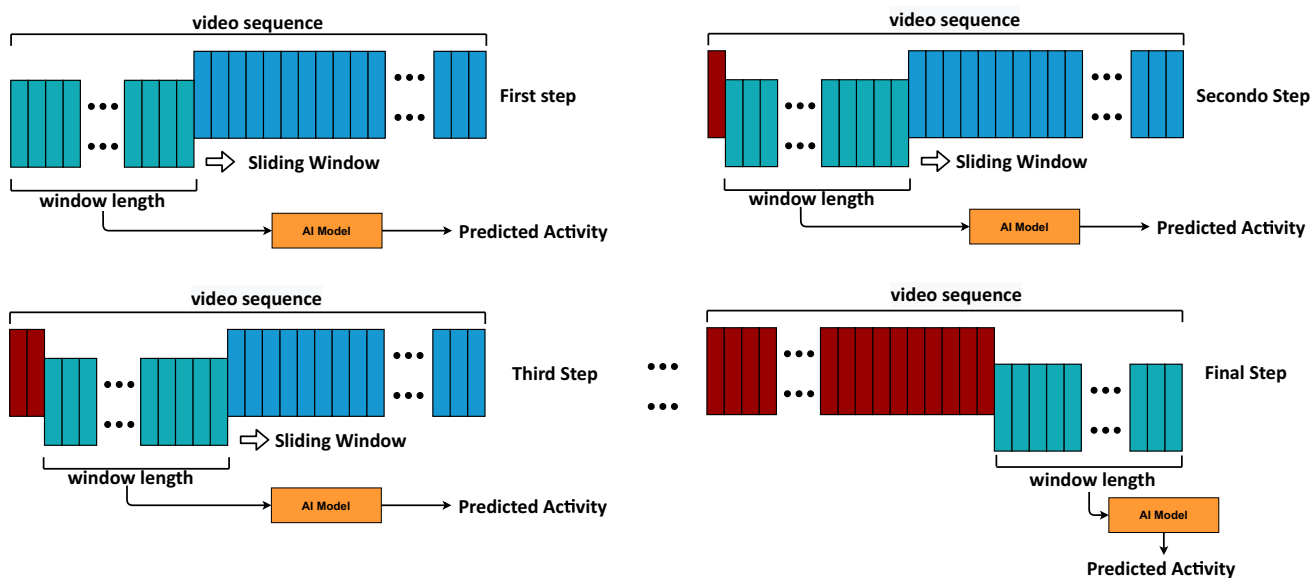 video sequence
First step
Sliding Window
window length
AI Model
Predicted Activity
video sequence
Secondo Step
Sliding Window
window length
AI Model
Predicted Activity
video sequence
Third Step
Sliding Window
window length
AI Model
Predicted Activity
video sequence
Final Step
window length
AI Model
Predicted Activity